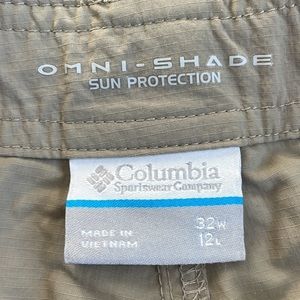 OMNI-SHADE
SUN PROTECTION
Columbia
Sportswear Company
MADE IN
VIETNAM
32W
12L